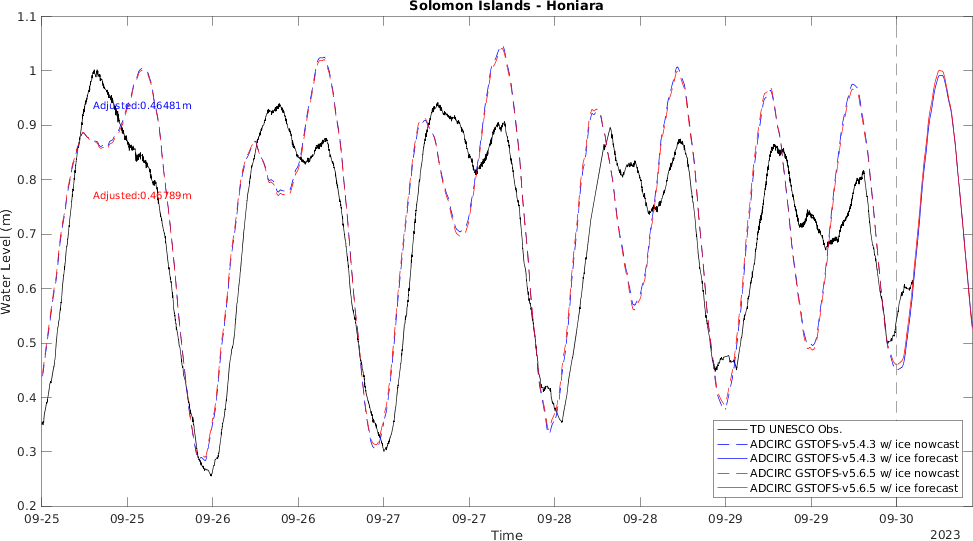 Solomon Islands - Honiara
1.1
1
0.9
0.8
0.7
0.6
0.5
0.4
0.3
0.2
Water Level (m)
Adjusted:0.46481m
Adjusted:0.46789m
TD UNESCO Obs.
ADCIRC GSTOFS-v5.4.3 w/ ice nowcast
ADCIRC GSTOFS-v5.4.3 w/ ice forecast
ADCIRC GSTOFS-v5.6.5 w/ ice nowcast
ADCIRC GSTOFS-v5.6.5 w/ ice forecast
09-25 09-25 09-26 09-26 09-27 09-27 09-28 09-28 09-29 09-29 09-30
Time
2023